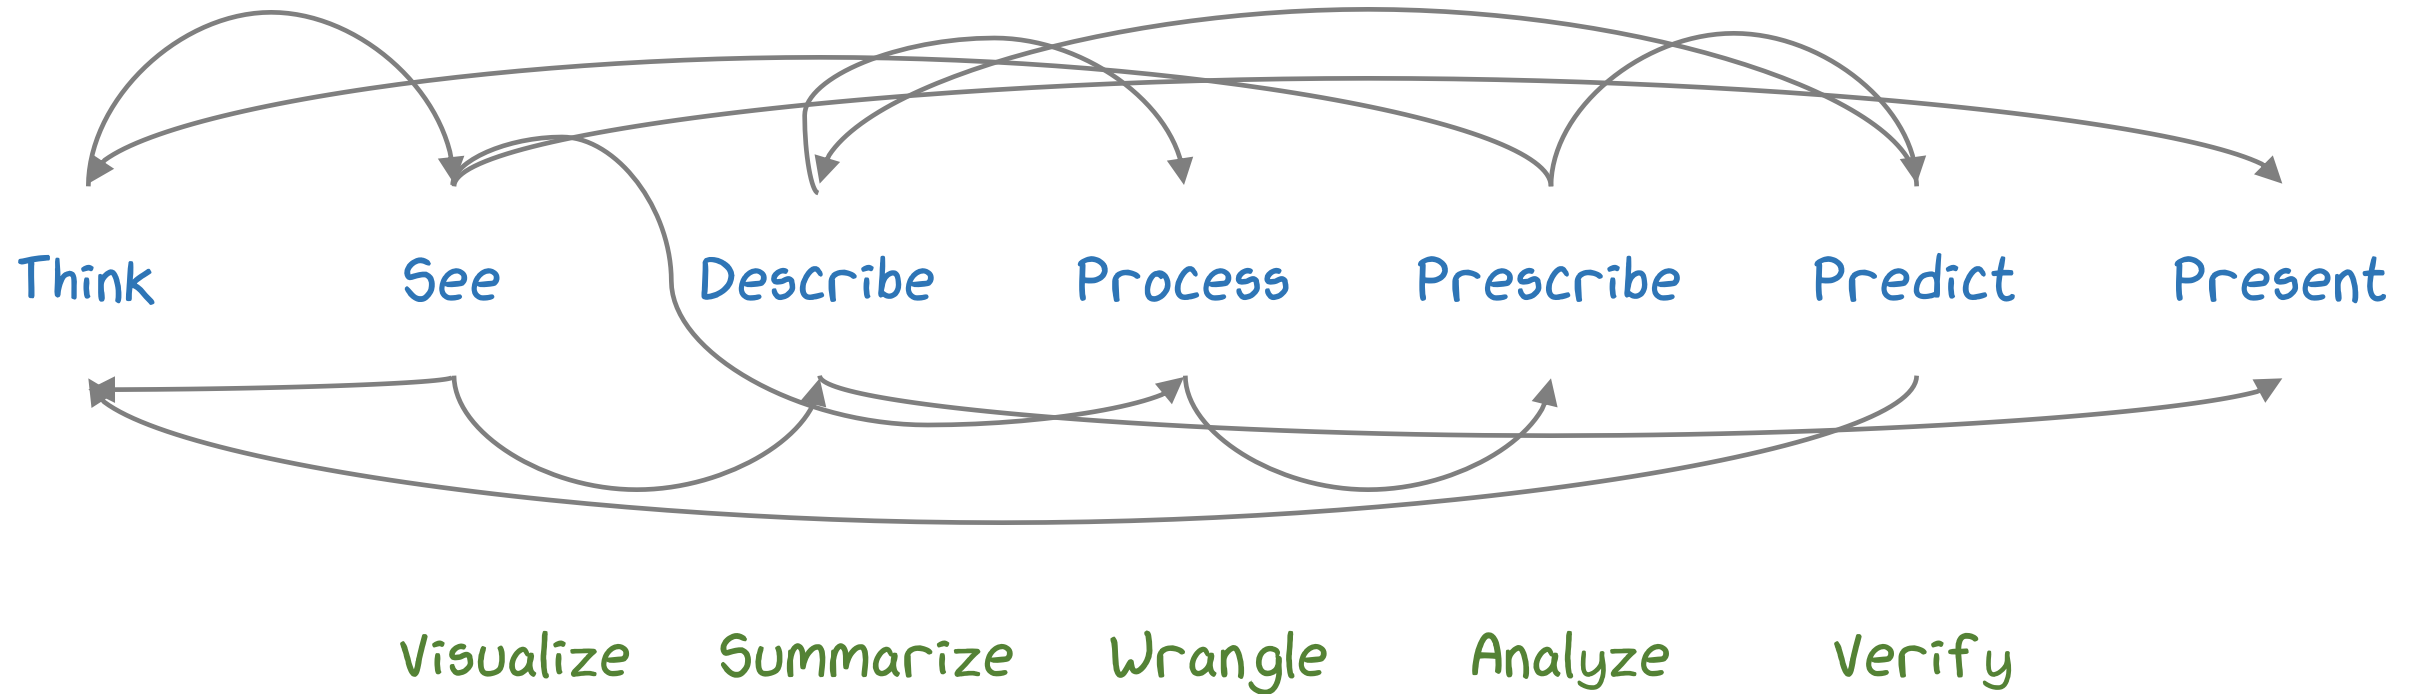 Think See Describe Process Prescribe Predict Present
Visualize Summarize Wrangle Analyze Verify